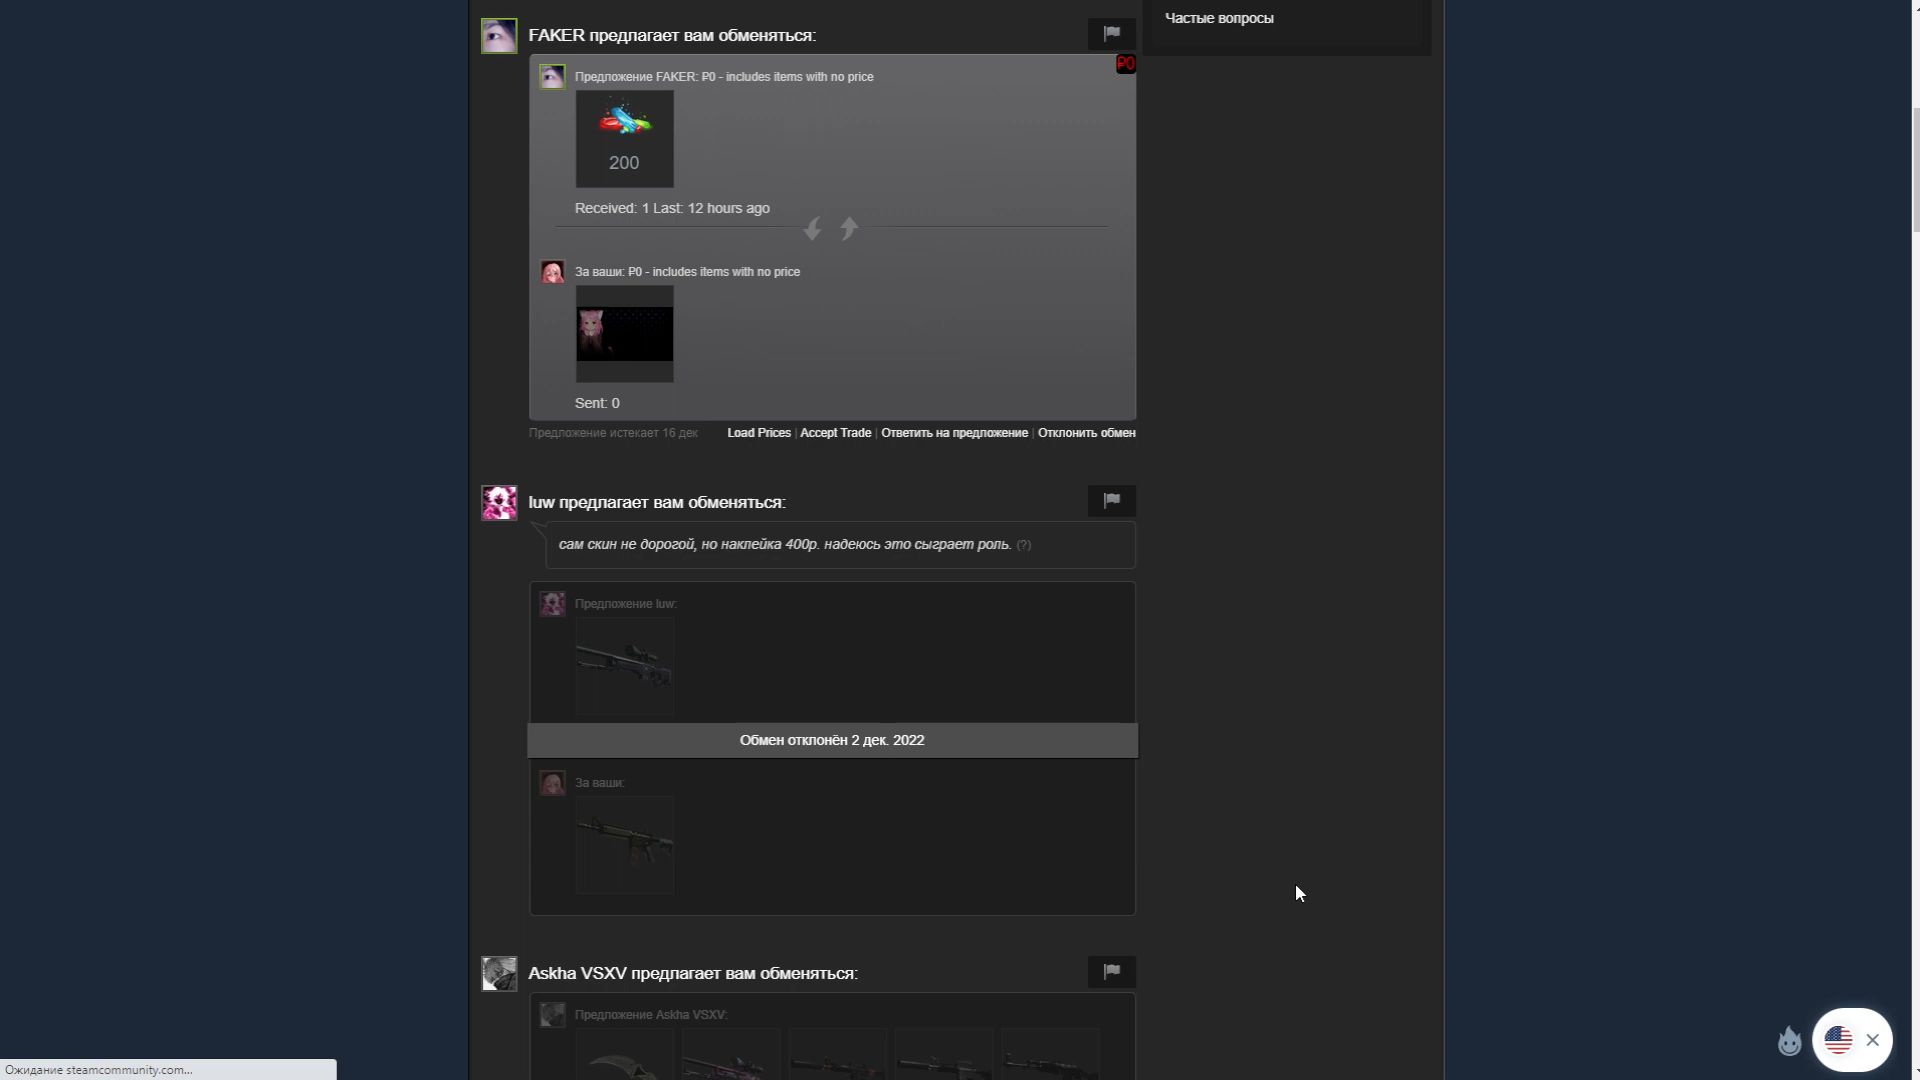 Частые вопросы
FAKER предлагает вам обменяться:
₽0
Предложение FAKER: ₽0 - includes items with no price
200
Received: 1 Last: 12 hours ago
За ваши: ₽0 - includes items with no price
Sent: 0
Предложение истекает 16 дек
Load Prices | Accept Trade | Ответить на предложение | Отклонить обмен
luw предлагает вам обменяться:
сам скин не дорогой, но наклейка 400р. надеюсь это сыграет роль. (?)
Предложение luw:
Обмен отклонён 2 дек. 2022
За ваши:
Askha VSXV предлагает вам обменяться:
Предложение Askha VSXV:
Ожидание steamcommunity.com...